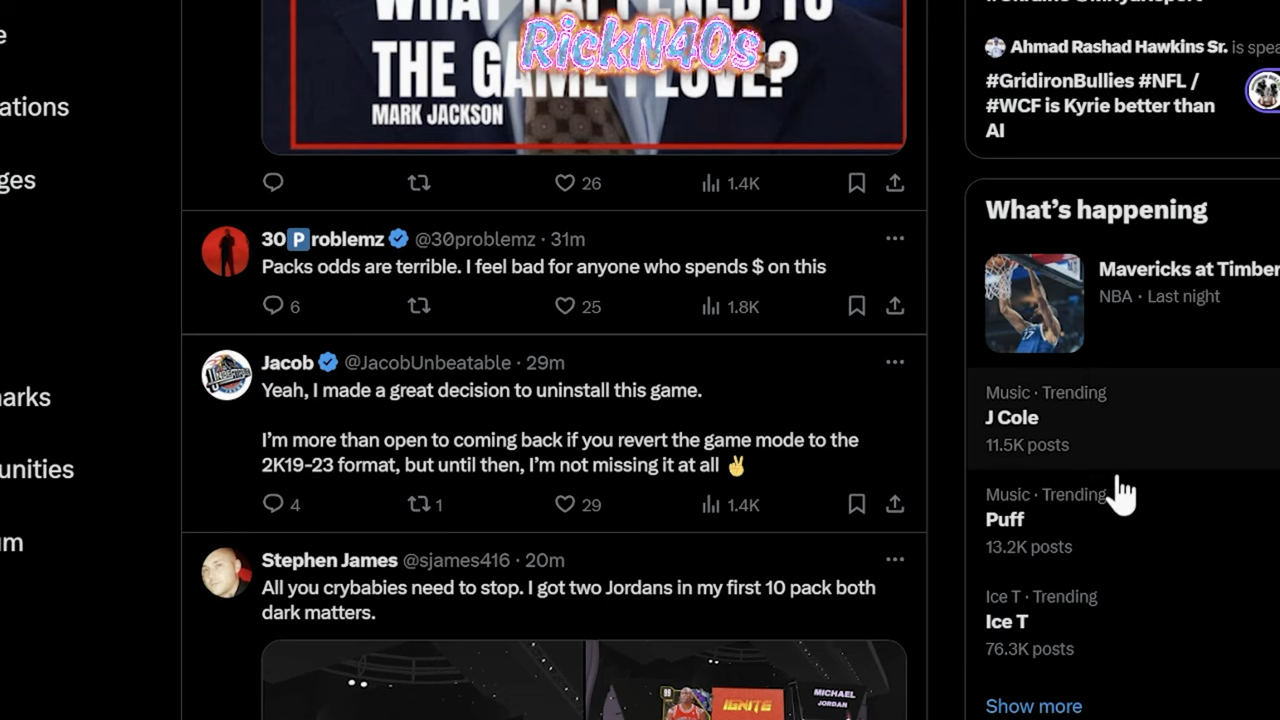 e
ations
ges
arks
unities
m
WHAT HAPPENED TO
THE GAME I LOVE?
RickN40s
MARK JACKSON
26 1.4K
30🅿roblemz @30problemz · 31m
Packs odds are terrible. I feel bad for anyone who spends $ on this
6 25 1.8K
Jacob @JacobUnbeatable · 29m
Yeah, I made a great decision to uninstall this game.
I’m more than open to coming back if you revert the game mode to the
2K19-23 format, but until then, I’m not missing it at all ✌️
4 1 29 1.4K
Stephen James @sjames416 · 20m
All you crybabies need to stop. I got two Jordans in my first 10 pack both
dark matters.
99
IGNITE
MICHAEL
JORDAN
Ahmad Rashad Hawkins Sr. is spea
#GridironBullies #NFL /
#WCF is Kyrie better than
AI
What’s happening
Mavericks at Timber
NBA · Last night
Music · Trending
J Cole
11.5K posts
Music · Trending
Puff
13.2K posts
Ice T · Trending
Ice T
76.3K posts
Show more